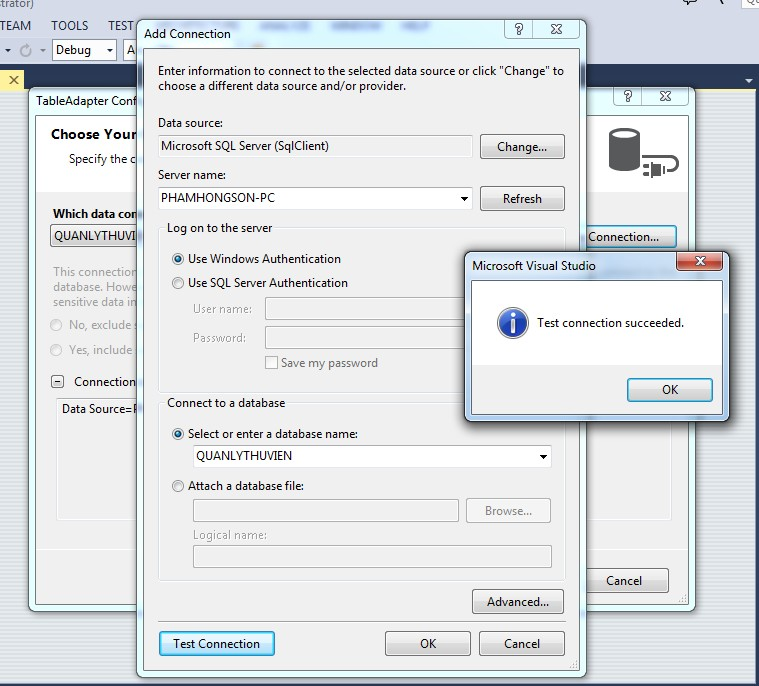 TEAM TOOLS TEST
Debug
Add Connection
Enter information to connect to the selected data source or click "Change" to
choose a different data source and/or provider.
Data source:
Microsoft SQL Server (SqlClient)
Change...
Server name:
PHAMHONGSON-PC
Refresh
Log on to the server
Use Windows Authentication
Use SQL Server Authentication
User name:
Password:
Save my password
Connect to a database
Select or enter a database name:
QUANLYTHUVIEN
Attach a database file:
Browse...
Logical name:
Advanced...
Test Connection
OK
Cancel
TableAdapter Conf
Choose Your
Specify the c
Which data con
QUANLYTHUVI
Connection...
This connection
database. Howe
sensitive data in
No, exclude s
Yes, include
Connection
Data Source=P
Cancel
Microsoft Visual Studio
Test connection succeeded.
OK